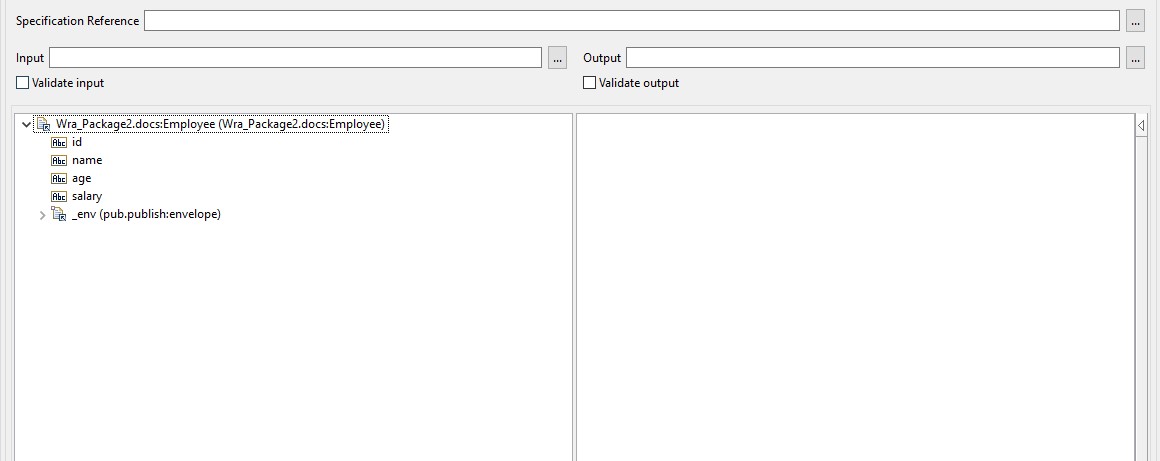 Specification Reference ...
Input ... Output ...
Validate input Validate output
Wra_Package2.docs:Employee (Wra_Package2.docs:Employee)
Abc id
Abc name
Abc age
Abc salary
_env (pub.publish:envelope)